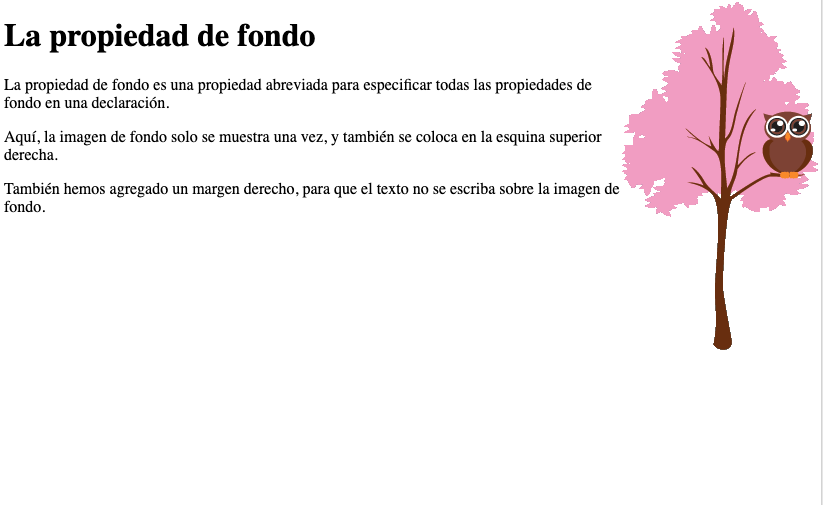 La propiedad de fondo
La propiedad de fondo es una propiedad abreviada para especificar todas las propiedades de
fondo en una declaración.
Aquí, la imagen de fondo solo se muestra una vez, y también se coloca en la esquina superior
derecha.
También hemos agregado un margen derecho, para que el texto no se escriba sobre la imagen de
fondo.